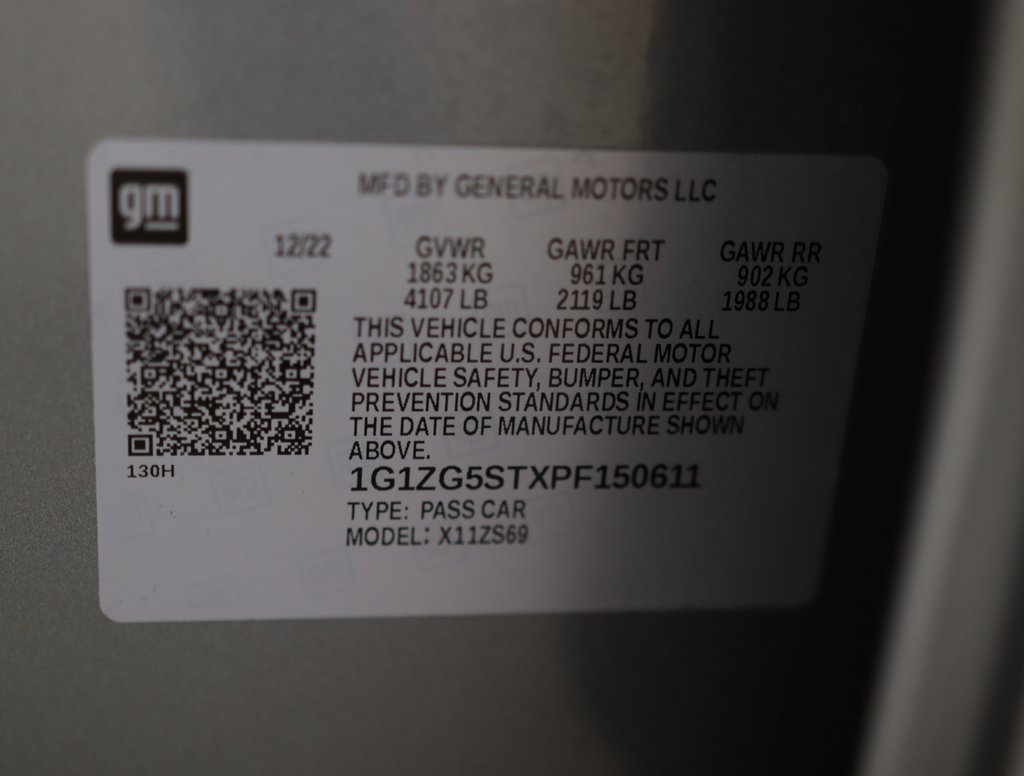 gm
MFD BY GENERAL MOTORS LLC
12/22 GVWR GAWR FRT GAWR RR
1863 KG 961 KG 902 KG
4107 LB 2119 LB 1988 LB
THIS VEHICLE CONFORMS TO ALL
APPLICABLE U.S. FEDERAL MOTOR
VEHICLE SAFETY, BUMPER, AND THEFT
PREVENTION STANDARDS IN EFFECT ON
THE DATE OF MANUFACTURE SHOWN
ABOVE.
130H
1G1ZG5STXPF150611
TYPE: PASS CAR
MODEL: X11ZS69